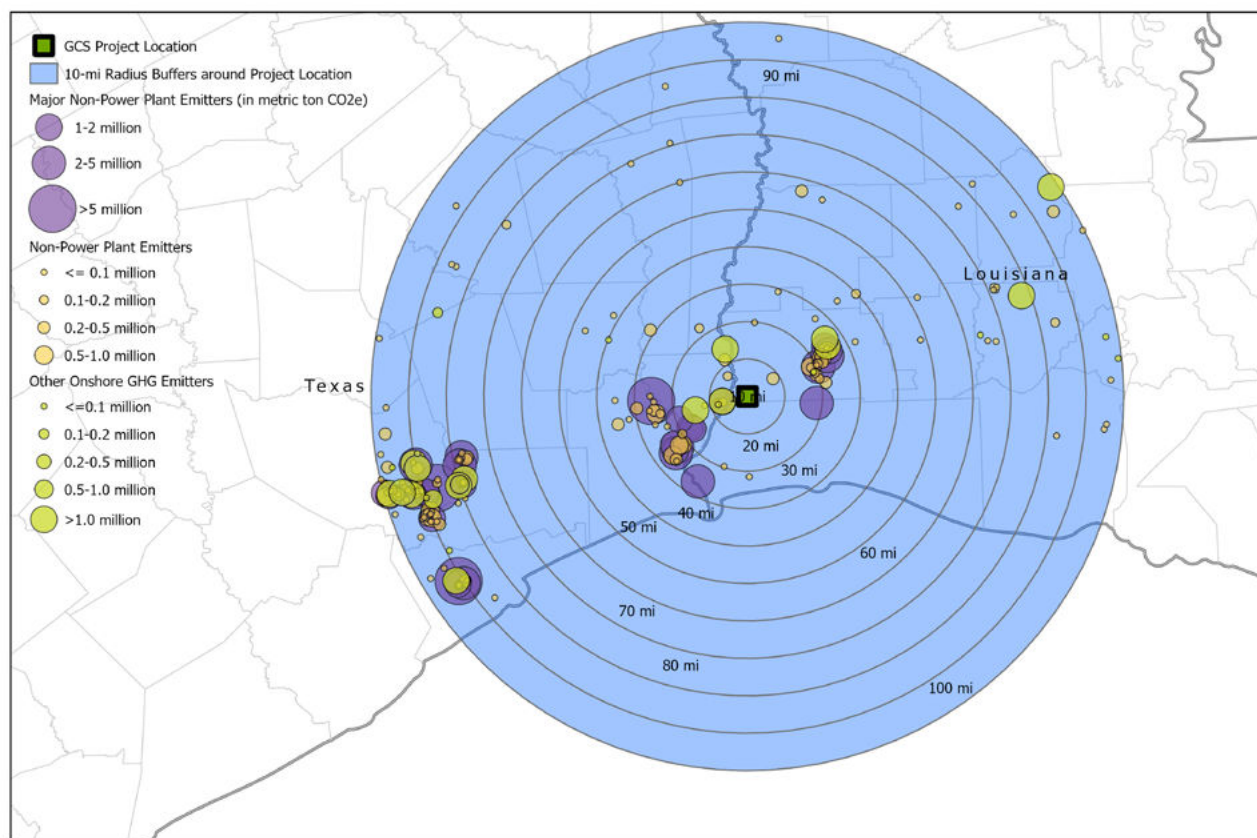 GCS Project Location
10-mi Radius Buffers around Project Location
Major Non-Power Plant Emitters (in metric ton CO2e)
1-2 million
2-5 million
>5 million
Non-Power Plant Emitters
<= 0.1 million
0.1-0.2 million
0.2-0.5 million
0.5-1.0 million
Other Onshore GHG Emitters
<=0.1 million
0.1-0.2 million
0.2-0.5 million
0.5-1.0 million
>1.0 million
90 mi
Louisiana
Texas
10 mi
20 mi
30 mi
40 mi
50 mi
60 mi
70 mi
80 mi
100 mi